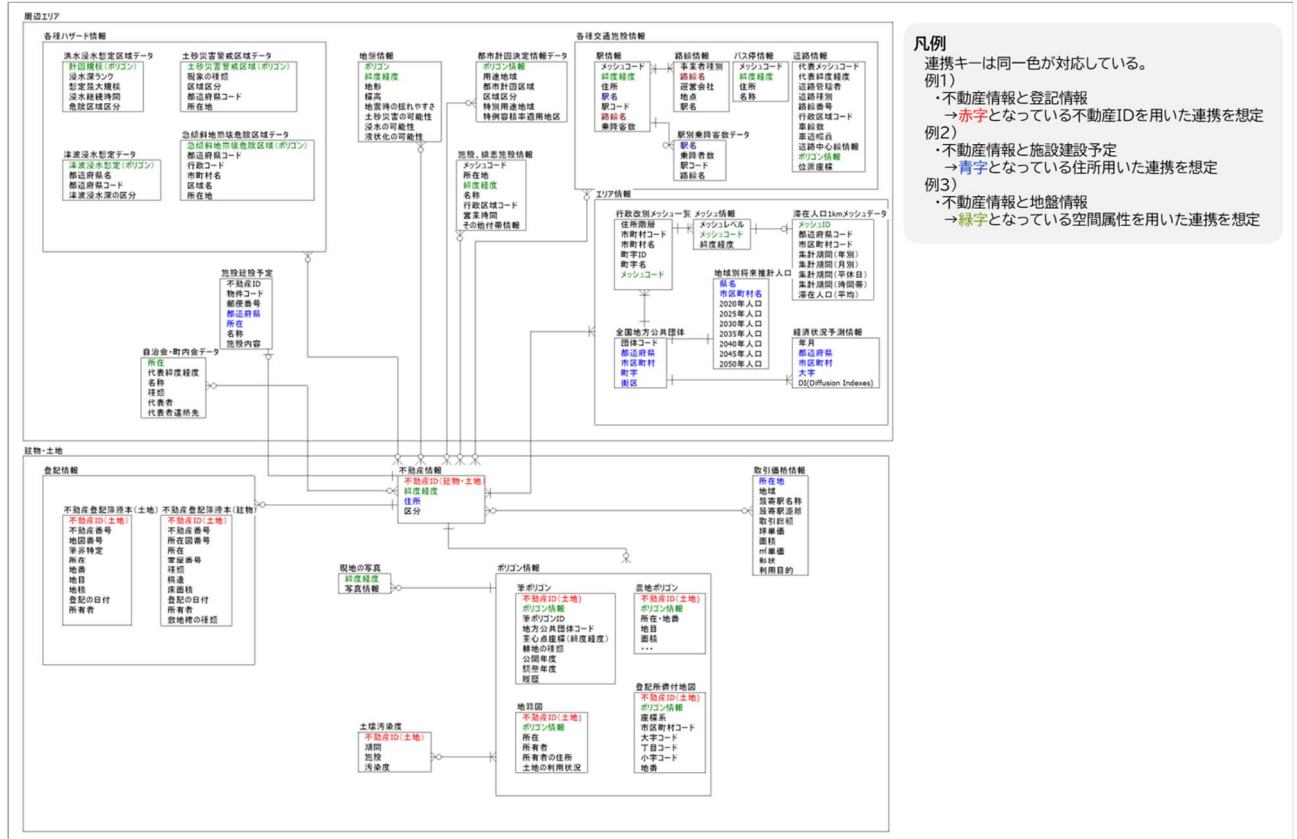 周辺エリア
各種ハザード情報
洪水浸水想定区域データ
計画規模(ポリゴン)
浸水深ランク
想定最大規模
浸水継続時間
危険区域区分
土砂災害警戒区域データ
土砂災害警戒区域(ポリゴン)
現象の種類
区域区分
都道府県コード
所在地
津波浸水想定データ
津波浸水想定(ポリゴン)
都道府県名
都道府県コード
津波浸水深の区分
急傾斜地崩壊危険区域データ
急傾斜地崩壊危険区域(ポリゴン)
都道府県コード
行政コード
市町村名
区域名
所在地
地盤情報
ポリゴン
緯度経度
地形
標高
地震時の揺れやすさ
土砂災害の可能性
浸水の可能性
液状化の可能性
都市計画決定情報データ
ポリゴン情報
用途地域
都市計画区域
区域区分
特別用途地域
特例容積率適用地区
施設、嫌悪施設情報
メッシュコード
所在地
緯度経度
名称
行政区域コード
営業時間
その他付帯情報
各種交通施設情報
駅情報
メッシュコード
緯度経度
住所
駅名
駅コード
路線名
乗降客数
路線情報
事業者種別
路線名
運営会社
地点
駅名
バス停情報
メッシュコード
緯度経度
住所
名称
道路情報
代表メッシュコード
代表緯度経度
道路管理者
道路種別
路線番号
行政区域コード
車線数
車道幅員
道路中心線情報
ポリゴン情報
位置座標
駅別乗降客数データ
駅名
乗降者数
駅コード
路線名
エリア情報
行政改別メッシュ一覧
住所階層
市町村コード
市町村名
町字ID
町字名
メッシュコード
メッシュ情報
メッシュレベル
メッシュコード
緯度経度
滞在人口1kmメッシュデータ
メッシュID
都道府県コード
市区町村コード
集計期間(年別)
集計期間(月別)
集計期間(平休日)
集計期間(時間帯)
滞在人口(平均)
地域別将来推計人口
県名
市区町村名
2020年人口
2025年人口
2030年人口
2035年人口
2040年人口
2045年人口
2050年人口
全国地方公共団体
団体コード
都道府県
市区町村
町字
街区
経済状況予測情報
年月
都道府県
市区町村
大字
DI(Diffusion Indexes)
施設建設予定
不動産ID
物件コード
郵便番号
都道府県
所在
名称
施設内容
自治会・町内会データ
所在
代表緯度経度
名称
種類
代表者
代表者連絡先
建物・土地
登記情報
不動産登記簿謄本(土地)
不動産ID(土地)
不動産番号
地図番号
筆界特定
所在
地番
地目
地積
登記の日付
所有者
不動産登記簿謄本(建物)
不動産ID(土地)
不動産番号
所在図番号
所在
家屋番号
種類
構造
床面積
登記の日付
所有者
敷地権の種類
不動産情報
不動産ID(建物・土地)
緯度経度
住所
区分
取引価格情報
所在地
地域
最寄駅名称
最寄駅距離
取引総額
坪単価
面積
㎡単価
形状
利用目的
現地の写真
緯度経度
写真情報
ポリゴン情報
筆ポリゴン
不動産ID(土地)
ポリゴン情報
筆ポリゴンID
地方公共団体コード
重心点座標(緯度経度)
耕地の種類
公開年度
調整年度
履歴
農地ポリゴン
不動産ID(土地)
ポリゴン情報
所在・地番
地目
面積
...
地籍図
不動産ID(土地)
ポリゴン情報
所在
所有者
所有者の住所
土地の利用状況
登記所備付地図
不動産ID(土地)
ポリゴン情報
座標系
市区町村コード
大字コード
丁目コード
小字コード
地番
土壌汚染度
不動産ID(土地)
期間
施設
汚染度
凡例
連携キーは同一色が対応している。
例1)
・不動産情報と登記情報
→赤字となっている不動産IDを用いた連携を想定
例2)
・不動産情報と施設建設予定
→青字となっている住所用いた連携を想定
例3)
・不動産情報と地盤情報
→緑字となっている空間属性を用いた連携を想定